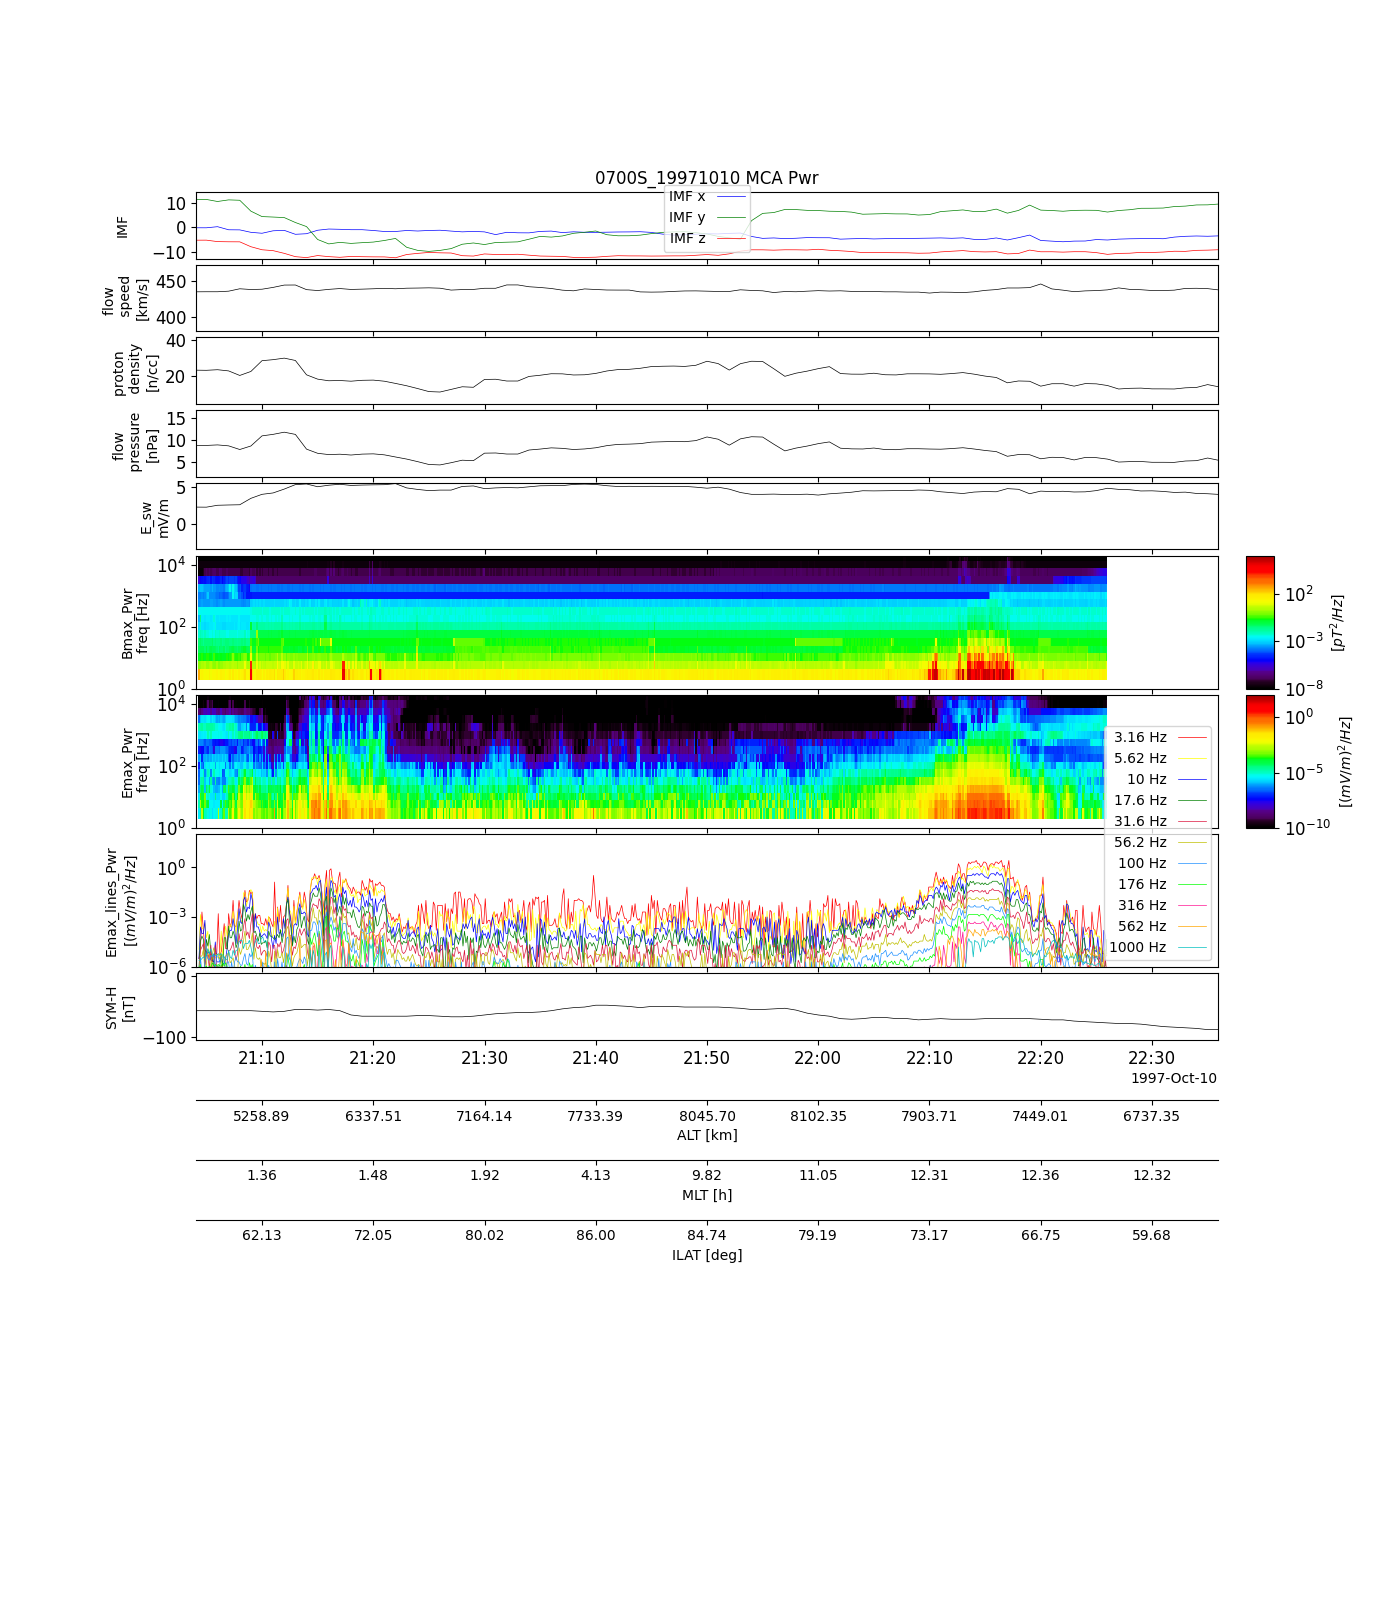 0700S_19971010 MCA Pwr
IMF
10
0
−10
IMF x
IMF y
IMF z
flow
speed
[km/s]
450
400
proton
density
[n/cc]
40
20
flow
pressure
[nPa]
15
10
5
E_sw
mV/m
5
0
Bmax_Pwr
freq [Hz]
10^4
10^2
10^0
10^2
10^−3
10^−8
[pT^2/Hz]
Emax_Pwr
freq [Hz]
10^4
10^2
10^0
10^0
10^−5
10^−10
[(mV/m)^2/Hz]
3.16 Hz
5.62 Hz
10 Hz
17.6 Hz
31.6 Hz
56.2 Hz
100 Hz
176 Hz
316 Hz
562 Hz
1000 Hz
Emax_lines_Pwr
[(mV/m)^2/Hz]
10^0
10^−3
10^−6
SYM-H
[nT]
0
−100
21:10 21:20 21:30 21:40 21:50 22:00 22:10 22:20 22:30
1997-Oct-10
5258.89 6337.51 7164.14 7733.39 8045.70 8102.35 7903.71 7449.01 6737.35
ALT [km]
1.36 1.48 1.92 4.13 9.82 11.05 12.31 12.36 12.32
MLT [h]
62.13 72.05 80.02 86.00 84.74 79.19 73.17 66.75 59.68
ILAT [deg]